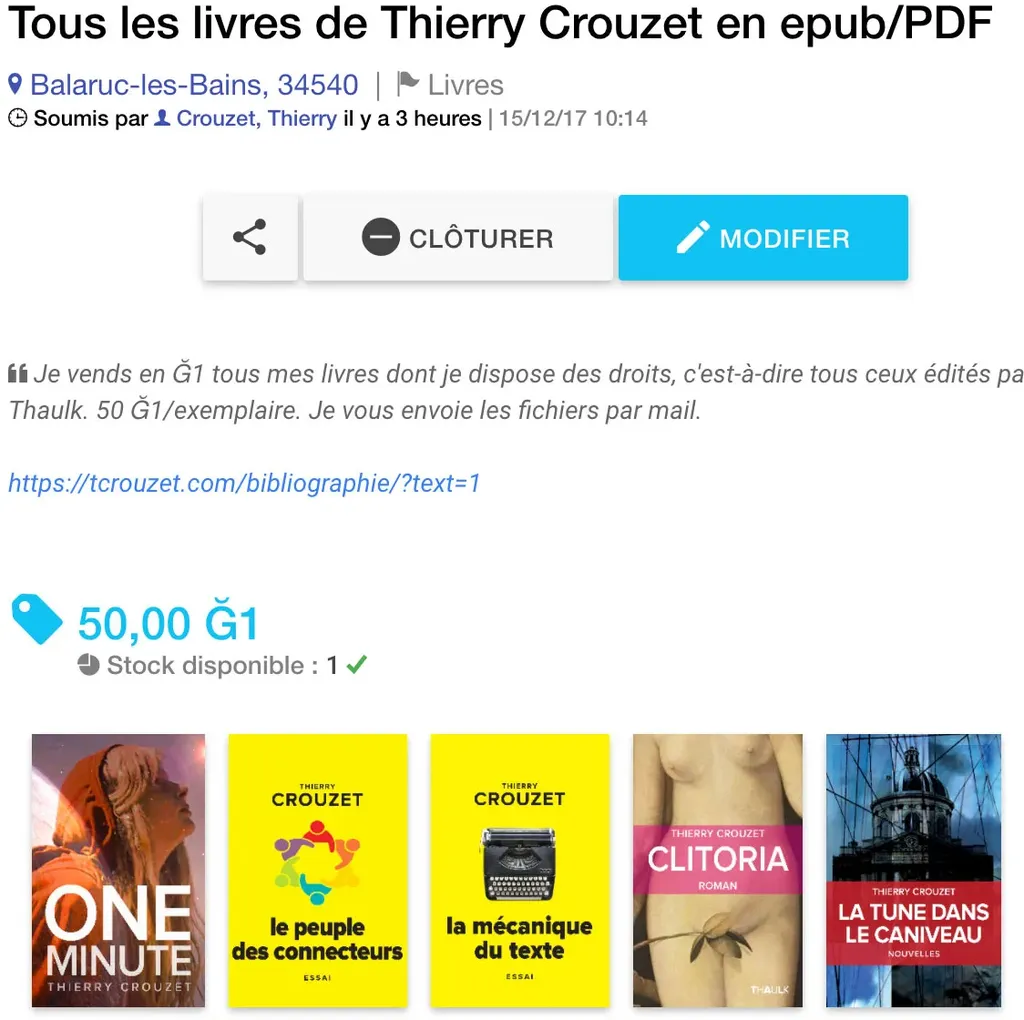 Tous les livres de Thierry Crouzet en epub/PDF
Balaruc-les-Bains, 34540 | Livres
Soumis par Crouzet, Thierry il y a 3 heures | 15/12/17 10:14
CLÔTURER
MODIFIER
Je vends en Ğ1 tous mes livres dont je dispose des droits, c'est-à-dire tous ceux édités pa
Thaulk. 50 Ğ1/exemplaire. Je vous envoie les fichiers par mail.
https://tcrouzet.com/bibliographie/?text=1
50,00 Ğ1
Stock disponible : 1
ONE
MINUTE
THIERRY CROUZET
THIERRY
CROUZET
le peuple
des connecteurs
ESSAI
THIERRY
CROUZET
la mécanique
du texte
ESSAI
THIERRY CROUZET
CLITORIA
ROMAN
THAULK
THIERRY CROUZET
LA TUNE DANS
LE CANIVEAU
NOUVELLES